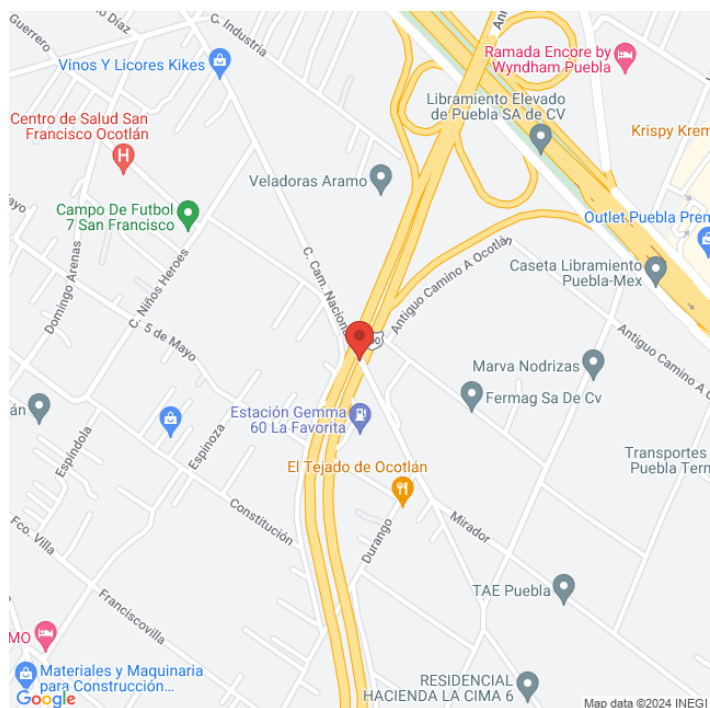 Guerrero
Díaz
C. Industria
Ramada Encore by
Wyndham Puebla
Vinos Y Licores Kikes
Libramiento Elevado
de Puebla SA de CV
Centro de Salud San
Francisco Ocotlán
H
Krispy Krem
Veladoras Aramo
Campo De Futbol
7 San Francisco
Outlet Puebla Prem
C. Niños Heroes
Domingo Arenas
C. Cam. Nacional
Antiguo Camino A Ocotlán
Caseta Libramiento
Puebla-Mex
5 de Mayo
Antiguo Camino A O
Marva Nodrizas
Fermag Sa De Cv
Estación Gemma
60 La Favorita
Espíndola
Espinoza
El Tejado de Ocotlán
Transportes
Puebla Term
Constitución
Mirador
Durango
Fco. Villa
TAE Puebla
Franciscovilla
MO
Materiales y Maquinaria
para Construcción...
RESIDENCIAL
HACIENDA LA CIMA 6
Google
Map data ©2024 INEGI